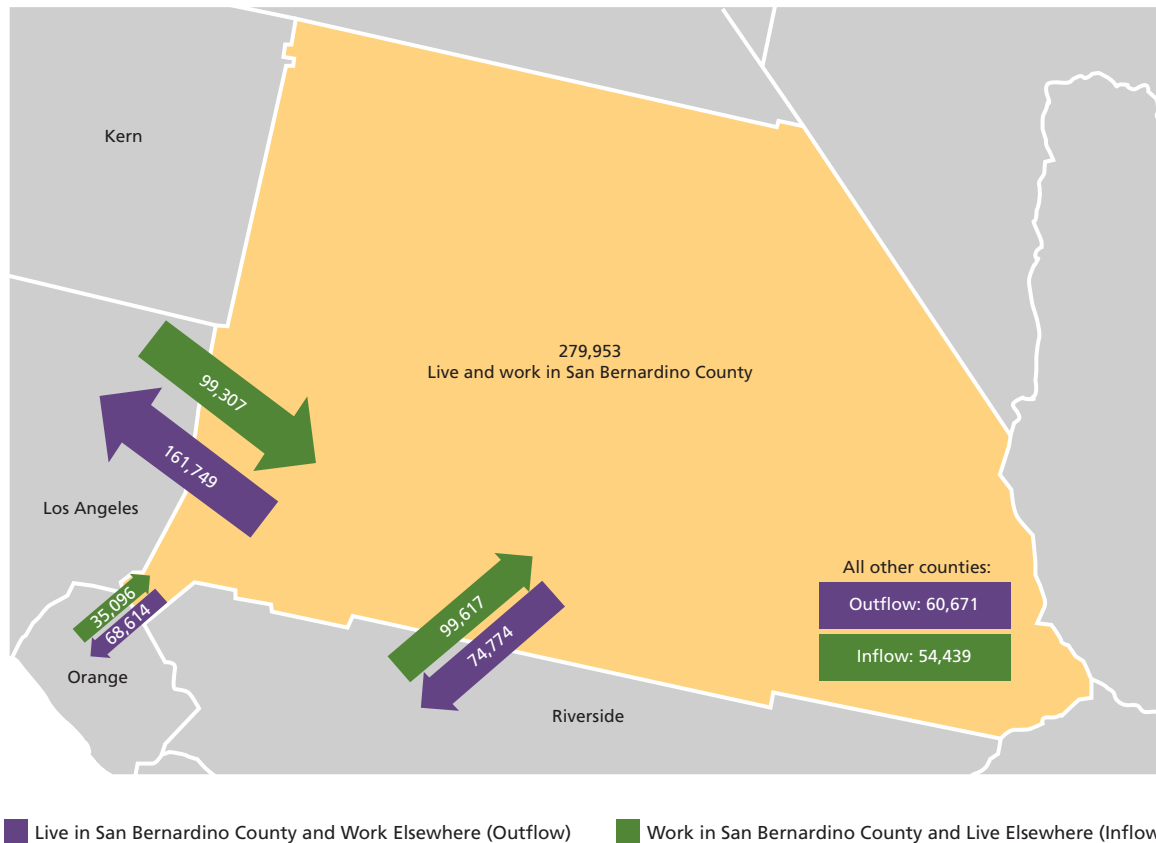 Kern
279,953
Live and work in San Bernardino County
99,307
161,749
Los Angeles
All other counties:
Outflow: 60,671
Inflow: 54,439
35,096
68,614
99,617
74,774
Orange
Riverside
Live in San Bernardino County and Work Elsewhere (Outflow)
Work in San Bernardino County and Live Elsewhere (Inflow